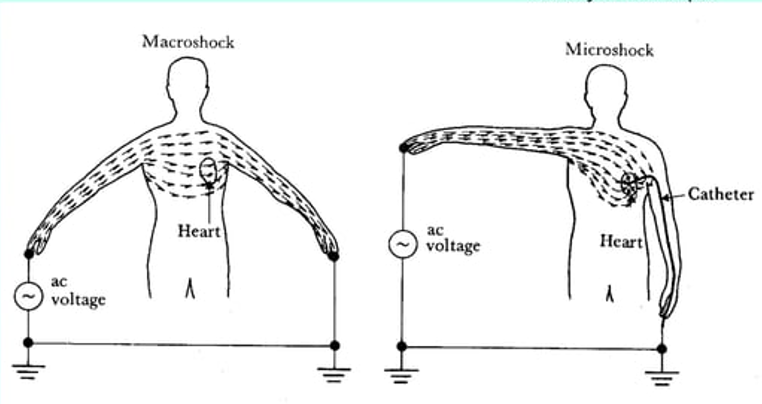 Macroshock
Heart
ac
voltage
Microshock
Catheter
ac
voltage
Heart